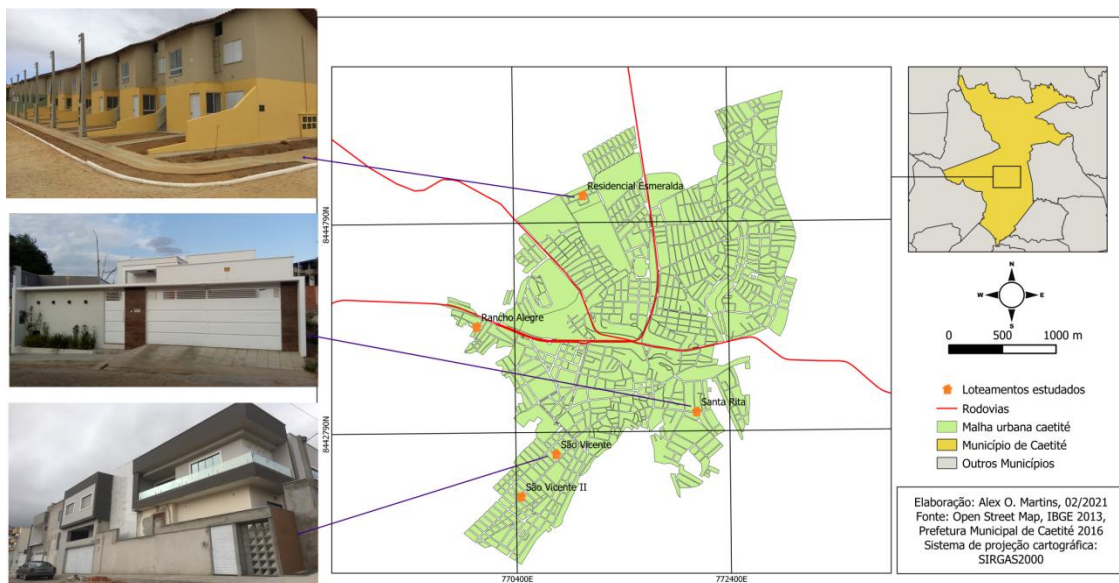 Residencial Esmeralda
8444790N
Rancho Alegre
Santa Rita
8442790N
São Vicente
São Vicente II
770400E
772400E
N
W
E
S
0
500
1000 m
Loteamentos estudados
Rodovias
Malha urbana caetité
Município de Caetité
Outros Municípios
Elaboração: Alex O. Martins, 02/2021
Fonte: Open Street Map, IBGE 2013,
Prefeitura Municipal de Caetité 2016
Sistema de projeção cartográfica:
SIRGAS2000